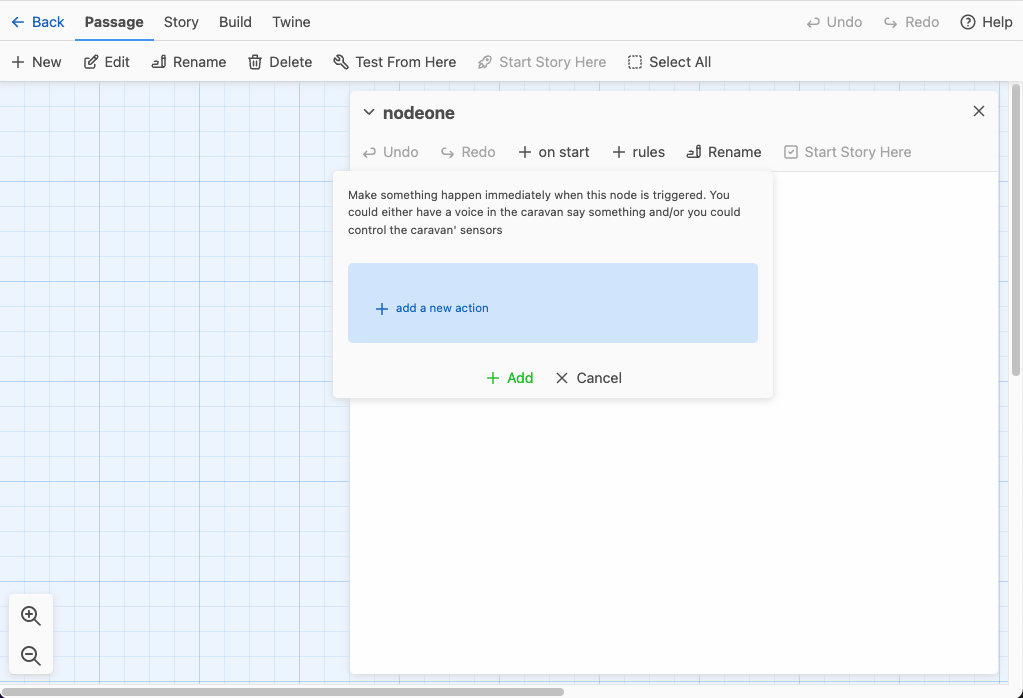 Back Passage Story Build Twine Undo Redo Help
New Edit Rename Delete Test From Here Start Story Here Select All
nodeone
Undo Redo on start rules Rename Start Story Here
Make something happen immediately when this node is triggered. You
could either have a voice in the caravan say something and/or you could
control the caravan' sensors
add a new action
Add Cancel